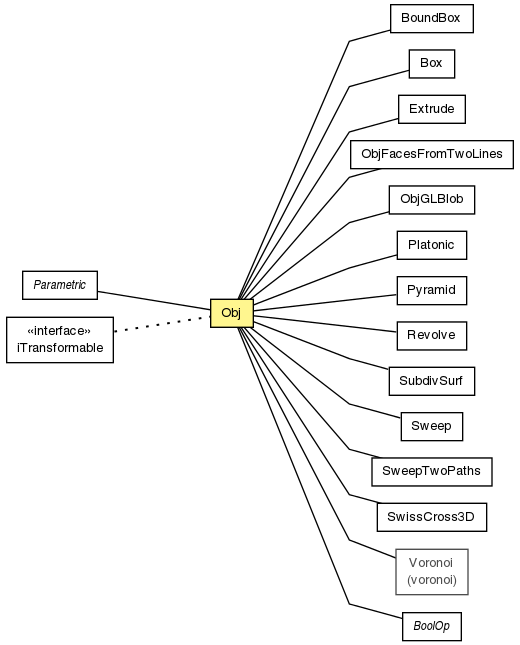 Parametric
«interface»
iTransformable
Obj
BoundBox
Box
Extrude
ObjFacesFromTwoLines
ObjGLBlob
Platonic
Pyramid
Revolve
SubdivSurf
Sweep
SweepTwoPaths
SwissCross3D
Voronoi
(voronoi)
BoolOp